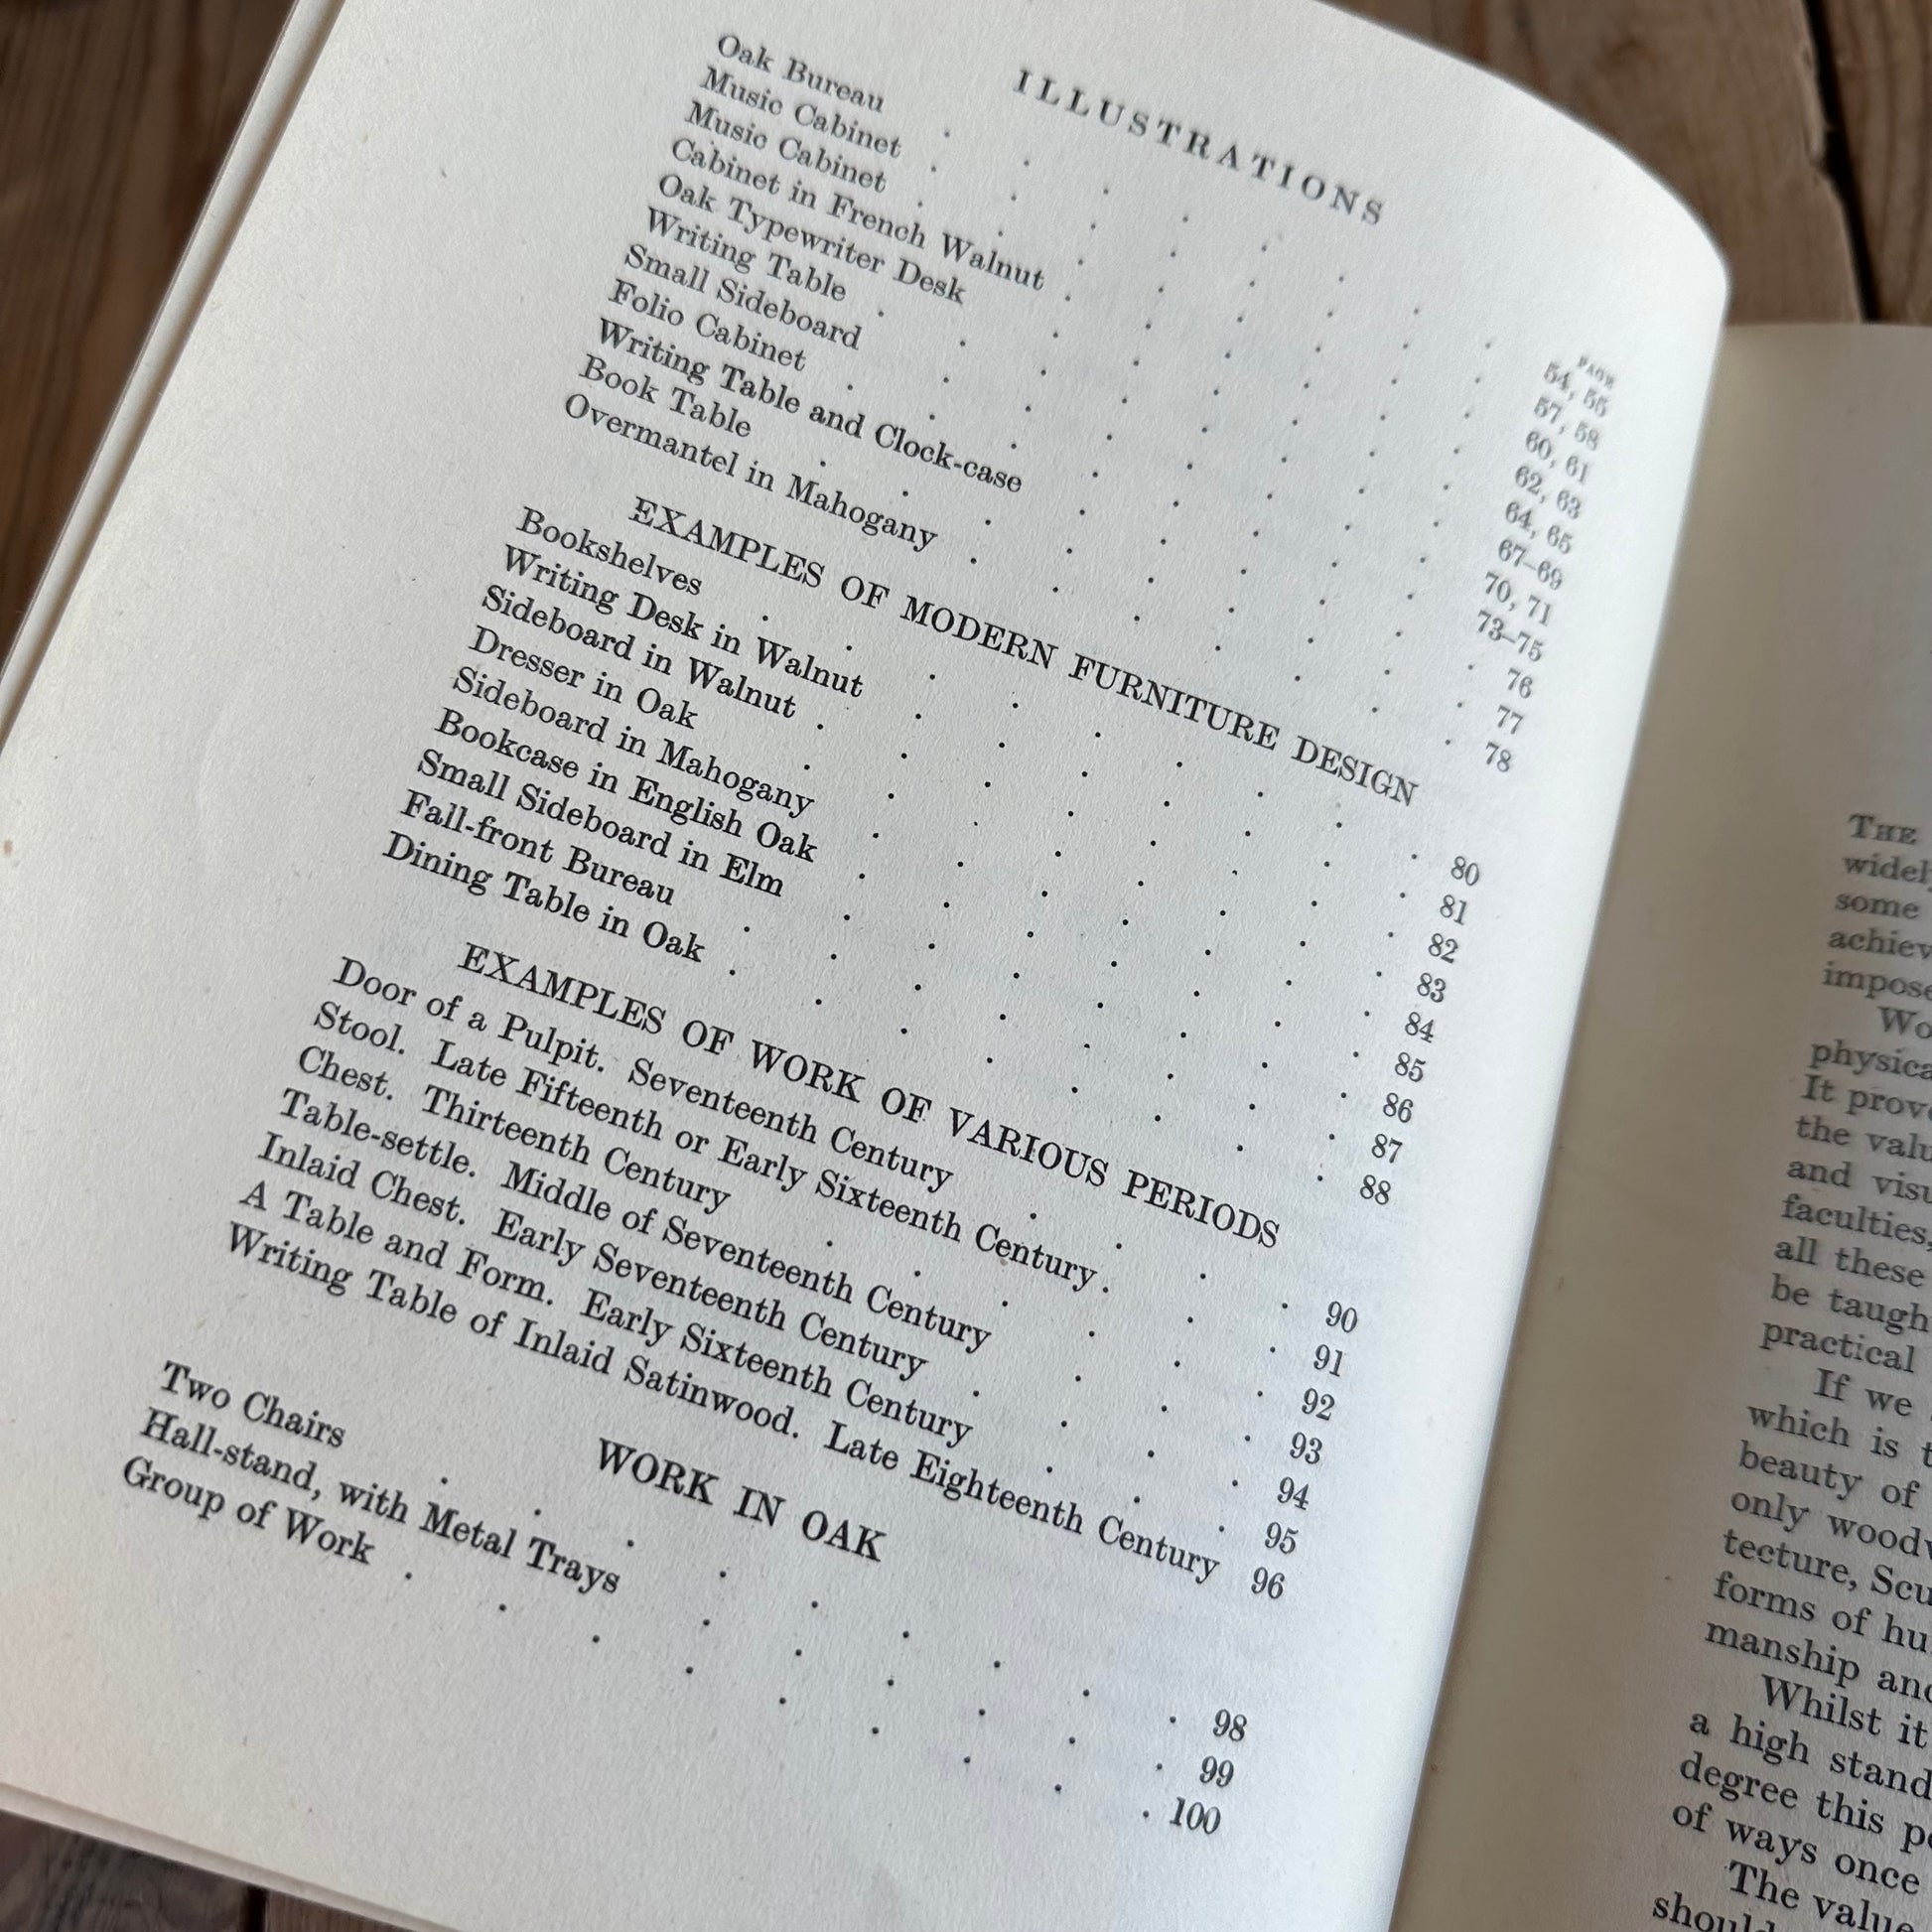 ILLUSTRATIONS
PAGE
Oak Bureau . . . . . . . . 54, 55
Music Cabinet . . . . . . . . 57, 58
Music Cabinet . . . . . . . . 60, 61
Cabinet in French Walnut . . . . . . 62, 63
Oak Typewriter Desk . . . . . . . 64, 65
Writing Table . . . . . . . . 67–69
Small Sideboard . . . . . . . . 70, 71
Folio Cabinet . . . . . . . . 73–75
Writing Table and Clock-case . . . . . . 76
Book Table . . . . . . . . . 77
Overmantel in Mahogany . . . . . . . 78
EXAMPLES OF MODERN FURNITURE DESIGN
Bookshelves . . . . . . . . . 80
Writing Desk in Walnut . . . . . . . 81
Sideboard in Walnut . . . . . . . . 82
Dresser in Oak . . . . . . . . 83
Sideboard in Mahogany . . . . . . . 84
Bookcase in English Oak . . . . . . . 85
Small Sideboard in Elm . . . . . . . 86
Fall-front Bureau . . . . . . . . 87
Dining Table in Oak . . . . . . . . 88
EXAMPLES OF WORK OF VARIOUS PERIODS
Door of a Pulpit. Seventeenth Century . . . . 90
Stool. Late Fifteenth or Early Sixteenth Century . . . 91
Chest. Thirteenth Century . . . . . . 92
Table-settle. Middle of Seventeenth Century . . . . 93
Inlaid Chest. Early Seventeenth Century . . . . 94
A Table and Form. Early Sixteenth Century . . . 95
Writing Table of Inlaid Satinwood. Late Eighteenth Century 96
WORK IN OAK
Two Chairs . . . . . . . . . 98
Hall-stand, with Metal Trays . . . . . . 99
Group of Work . . . . . . . . . 100
THE
some
achiev
impose
Wo
physica
It prov
the valu
and visu
faculties,
all these
be taugh
practical
If we
which is t
beauty of
only woodw
tecture, Scu
forms of hu
manship and
Whilst it
a high stand
degree this p
of ways once
The value
shoul